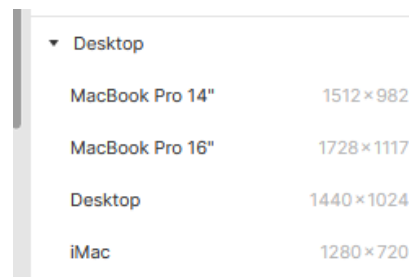 Desktop
MacBook Pro 14" 1512×982
MacBook Pro 16" 1728×1117
Desktop 1440×1024
iMac 1280×720